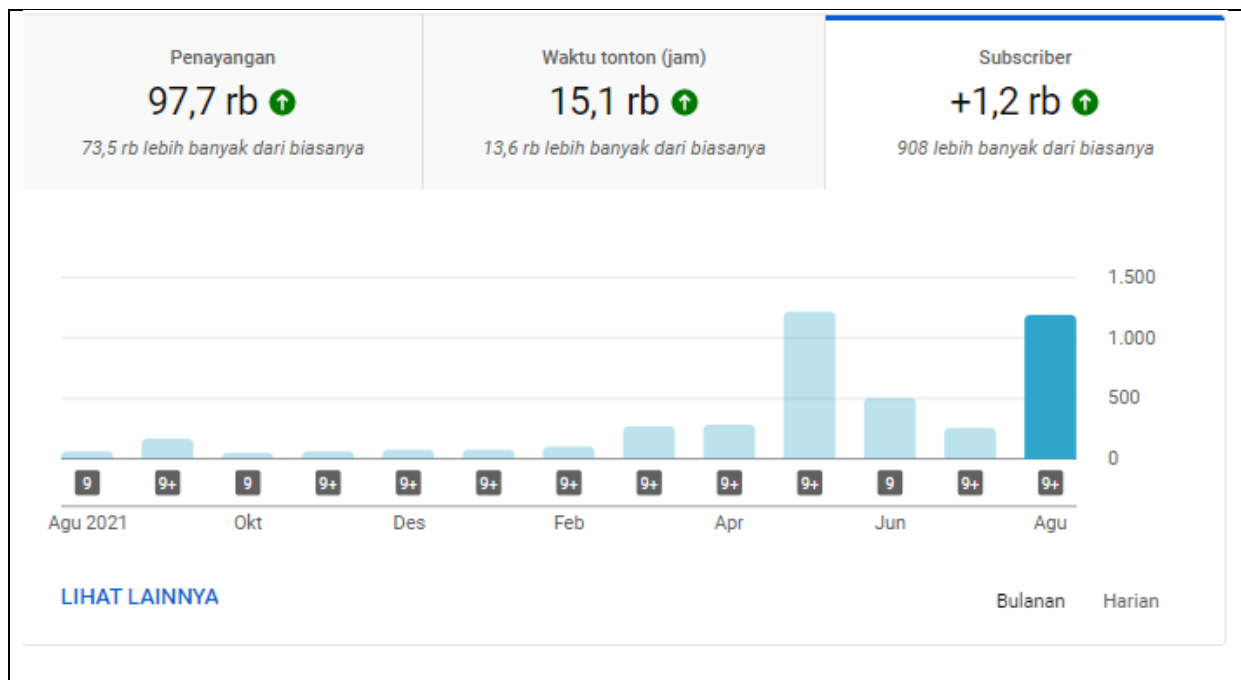 Penayangan
97,7 rb
73,5 rb lebih banyak dari biasanya
Waktu tonton (jam)
15,1 rb
13,6 rb lebih banyak dari biasanya
Subscriber
+1,2 rb
908 lebih banyak dari biasanya
1.500
1.000
500
0
9 9+ 9 9+ 9+ 9+ 9+ 9+ 9+ 9+ 9 9+ 9+
Agu 2021 Okt Des Feb Apr Jun Agu
LIHAT LAINNYA
Bulanan Harian